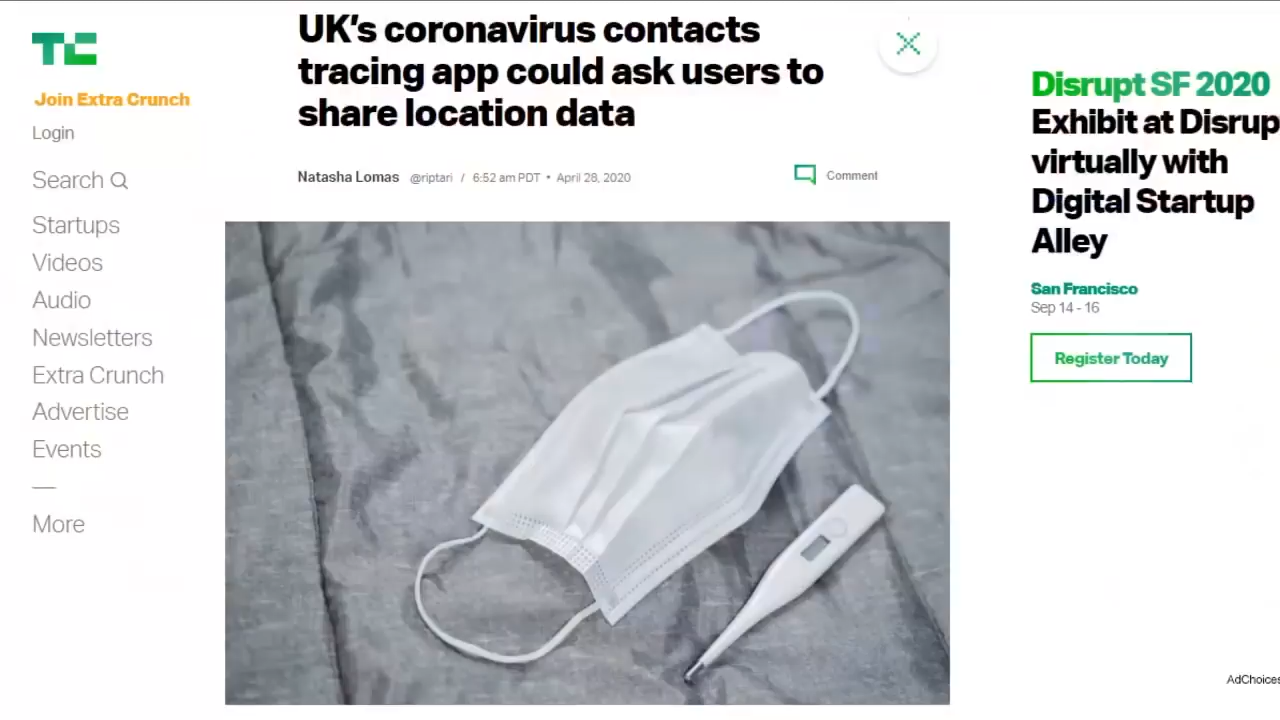 TC
Join Extra Crunch
Login
Search
Startups
Videos
Audio
Newsletters
Extra Crunch
Advertise
Events
More
UK's coronavirus contacts
tracing app could ask users to
share location data
Natasha Lomas @riptari / 6:52 am PDT • April 28, 2020
Comment
Disrupt SF 2020
Exhibit at Disrup
virtually with
Digital Startup
Alley
San Francisco
Sep 14 - 16
Register Today
AdChoices